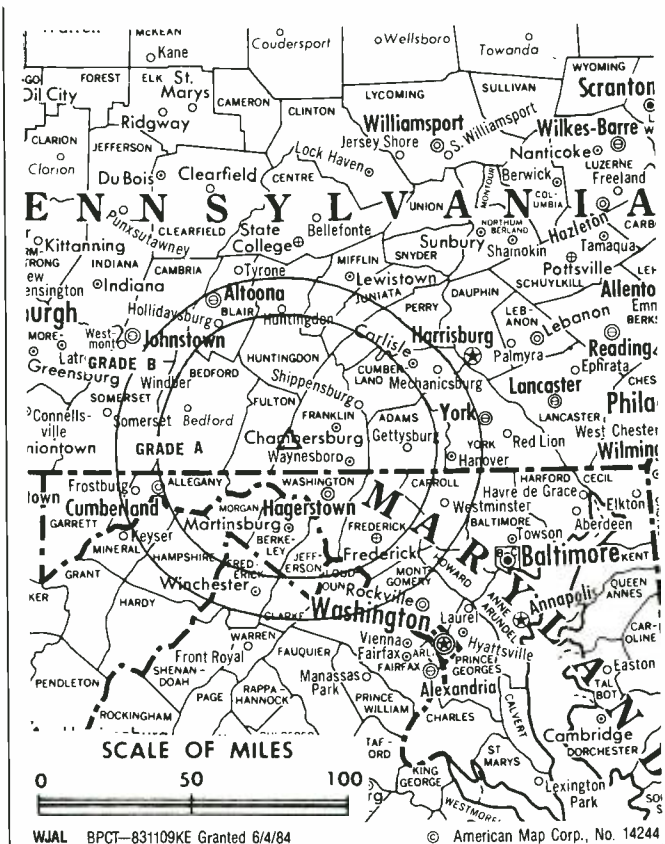 McKEAN
Kane
Coudersport
Wellsboro
Towanda
WYOMING
FOREST
ELK
St. Marys
Oil City
CAMERON
CLINTON
LYCOMING
SULLIVAN
Scranton
Ridgway
Williamsport
S. Williamsport
Wilkes-Barre
CLARION
JEFFERSON
Jersey Shore
Nanticoke
LUZERNE
Clarion
Lock Haven
Berwick
Freeland
Du Bois
Clearfield
CENTRE
MONTOUR
COLUMBIA
ENNSYLVANIA
Punxsutawney
CLEARFIELD
State College
Bellefonte
UNION
NORTHUMBERLAND
Hazleton
Kittanning
Sunbury
Shamokin
Tamaqua
INDIANA
CAMBRIA
Tyrone
MIFFLIN
SNYDER
Pottsville
Indiana
Lewistown
JUNIATA
SCHUYLKILL
Altoona
BLAIR
PERRY
DAUPHIN
Hollidaysburg
Huntingdon
LEBANON
Lebanon
Westmont
Johnstown
Carlisle
Harrisburg
Palmyra
Reading
GRADE B
HUNTINGDON
CUMBERLAND
Mechanicsburg
Ephrata
Greensburg
Windber
BEDFORD
Shippensburg
Lancaster
SOMERSET
FULTON
FRANKLIN
ADAMS
York
LANCASTER
Connellsville
Somerset
Bedford
Chambersburg
Gettysburg
YORK
Red Lion
West Chester
GRADE A
Waynesboro
Hanover
Frostburg
ALLEGANY
WASHINGTON
CARROLL
HARFORD
CECIL
Cumberland
MORGAN
Hagerstown
MARYLAND
Westminster
Havre de Grace
Elkton
GARRETT
Martinsburg
FREDERICK
BALTIMORE
Aberdeen
Keyser
BERKELEY
Towson
MINERAL
HAMPSHIRE
JEFFERSON
Frederick
Baltimore
KENT
GRANT
FREDERICK
LOUDOUN
MONTGOMERY
HOWARD
QUEEN ANNES
Winchester
Rockville
ANNE ARUNDEL
Annapolis
HARDY
CLARKE
Washington
Laurel
WARREN
Vienna
Hyattsville
Front Royal
FAUQUIER
Fairfax
ARL.
PRINCE GEORGES
Easton
PENDLETON
SHENANDOAH
Manassas Park
FAIRFAX
Alexandria
TALBOT
PAGE
RAPPAHANNOCK
PRINCE WILLIAM
CALVERT
ROCKINGHAM
CHARLES
Cambridge
DORCHESTER
SCALE OF MILES
ST MARYS
0 50 100
KING GEORGE
Lexington Park
WJAL BPCT—831109KE Granted 6/4/84
© American Map Corp., No. 14244